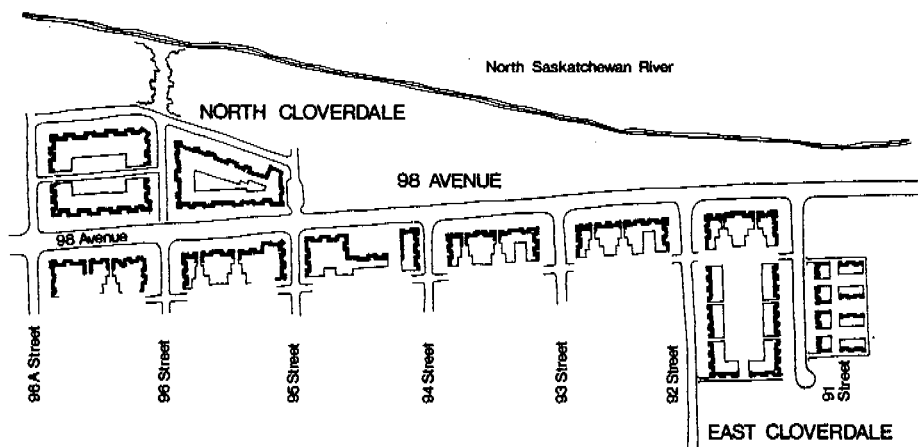 North Saskatchewan River
NORTH CLOVERDALE
98 AVENUE
98 Avenue
96 A Street
96 Street
95 Street
94 Street
93 Street
92 Street
91
Street
EAST CLOVERDALE